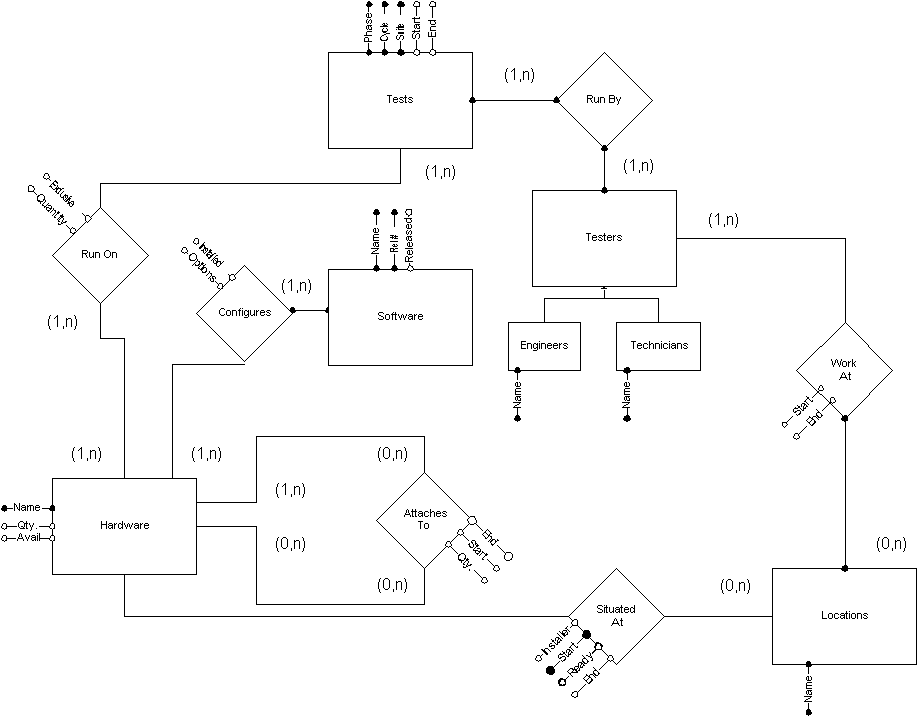 Phase
Cycle
Suite
Start
End
Tests
(1,n)
Run By
(1,n)
(1,n)
Exclusive
Quantity
Run On
(1,n)
Testers
(1,n)
Name
Rel#
Released
Installed
Options
Configures
(1,n)
Software
Engineers
Technicians
Name
Name
Work
At
Start
End
(1,n)
(1,n)
(0,n)
(1,n)
Name
Qty.
Avail
Hardware
Attaches
To
End
Start
Qty.
(0,n)
(0,n)
(0,n)
(0,n)
Situated
At
Installer
Start
Ready
End
Locations
Name